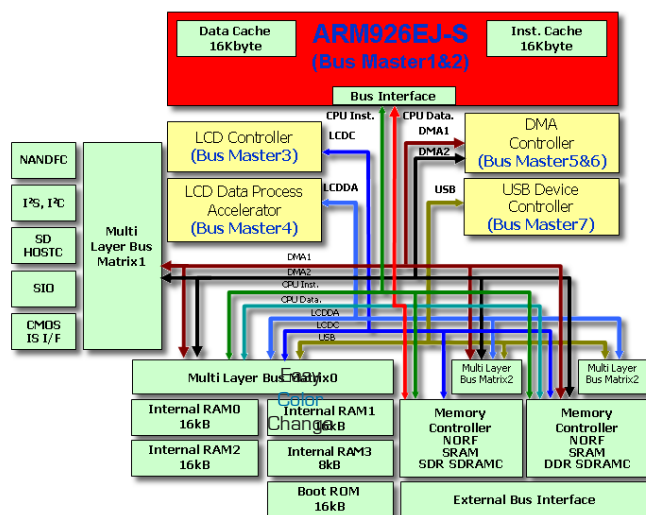 Data Cache
16Kbyte
ARM926EJ-S
(Bus Master1&2)
Inst. Cache
16Kbyte
Bus Interface
CPU Inst.
CPU Data.
LCD Controller
(Bus Master3)
LCDC
DMA1
DMA2
DMA
Controller
(Bus Master5&6)
NANDFC
I²S, I²C
SD
HOSTC
SIO
CMOS
IS I/F
Multi
Layer Bus
Matrix1
LCD Data Process
Accelerator
(Bus Master4)
LCDDA
USB
USB Device
Controller
(Bus Master7)
DMA1
DMA2
CPU Inst.
CPU Data.
LCDDA
LCDC
USB
Multi Layer Bus Matrix0
Multi Layer
Bus Matrix2
Multi Layer
Bus Matrix2
Easy
Color
Change
Internal RAM0
16kB
Internal RAM1
16kB
Internal RAM2
16kB
Internal RAM3
8kB
Boot ROM
16kB
Memory
Controller
NORF
SRAM
SDR SDRAMC
Memory
Controller
NORF
SRAM
DDR SDRAMC
External Bus Interface